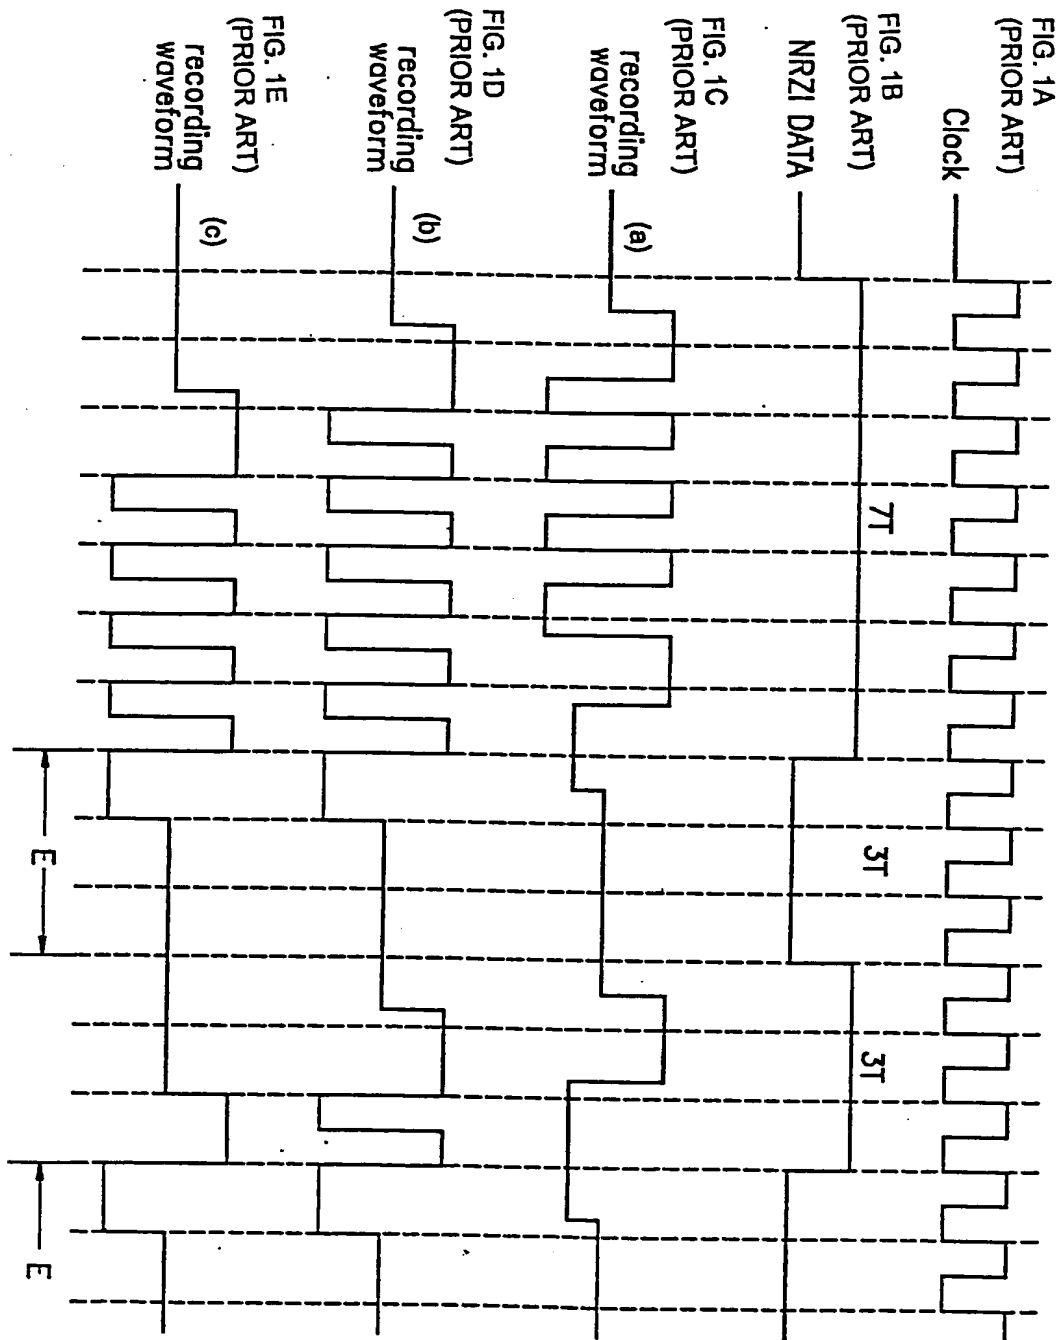 FIG. 1A
(PRIOR ART)
Clock
FIG. 1B
(PRIOR ART)
NRZI DATA
7T
3T
3T
FIG. 1C
(PRIOR ART)
recording
waveform
(a)
FIG. 1D
(PRIOR ART)
recording
waveform
(b)
FIG. 1E
(PRIOR ART)
recording
waveform
(c)
E
E